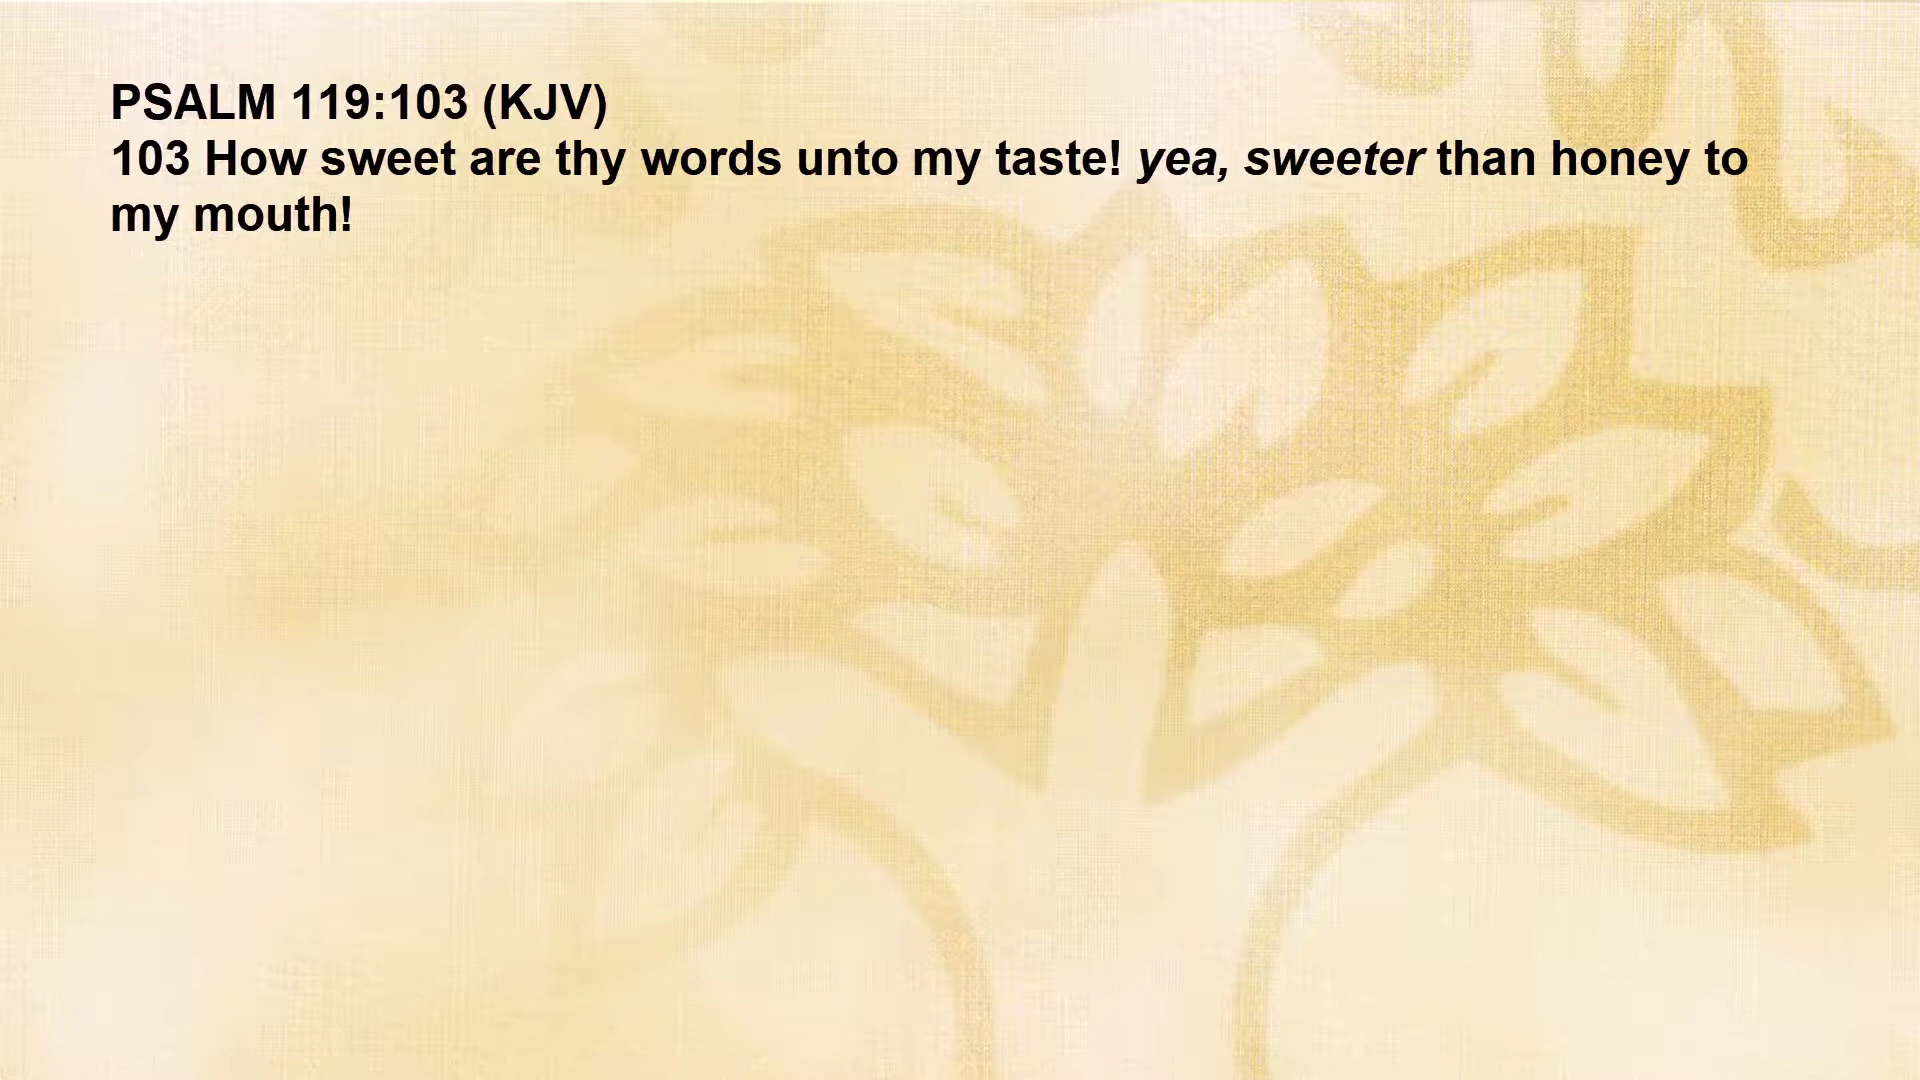 PSALM 119:103 (KJV)
103 How sweet are thy words unto my taste! yea, sweeter than honey to
my mouth!